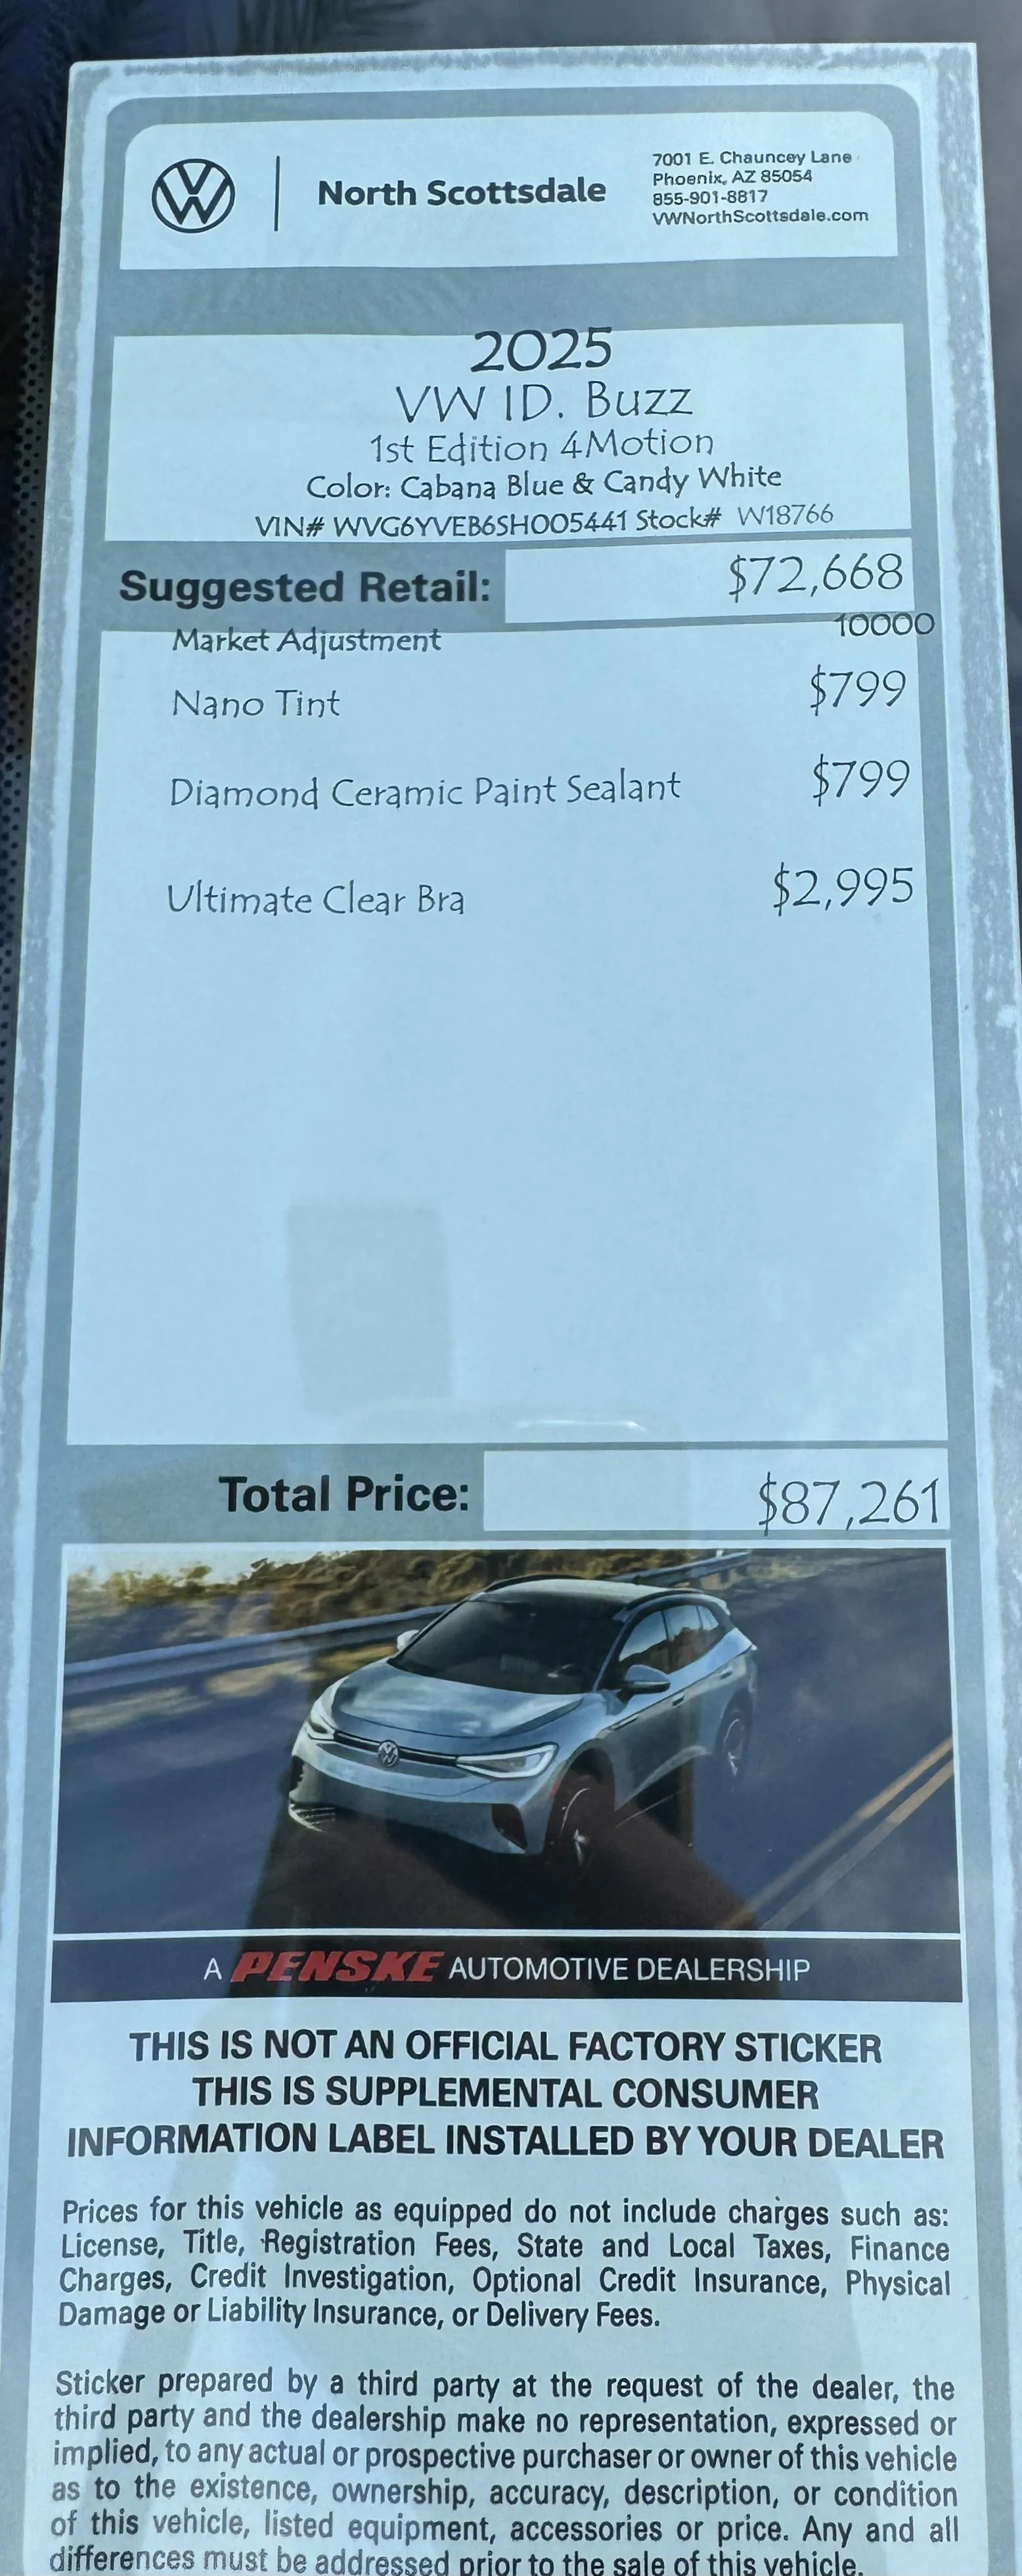 North Scottsdale
7001 E. Chauncey Lane
Phoenix, AZ 85054
855-901-8817
VWNorthScottsdale.com
2025
VW ID. Buzz
1st Edition 4Motion
Color: Cabana Blue & Candy White
VIN# WVG6YVEB6SH005441 Stock# W18766
Suggested Retail: $72,668
Market Adjustment 10000
Nano Tint $799
Diamond Ceramic Paint Sealant $799
Ultimate Clear Bra $2,995
Total Price: $87,261
A PENSKE AUTOMOTIVE DEALERSHIP
THIS IS NOT AN OFFICIAL FACTORY STICKER
THIS IS SUPPLEMENTAL CONSUMER
INFORMATION LABEL INSTALLED BY YOUR DEALER
Prices for this vehicle as equipped do not include charges such as:
License, Title, Registration Fees, State and Local Taxes, Finance
Charges, Credit Investigation, Optional Credit Insurance, Physical
Damage or Liability Insurance, or Delivery Fees.
Sticker prepared by a third party at the request of the dealer, the
third party and the dealership make no representation, expressed or
implied, to any actual or prospective purchaser or owner of this vehicle
as to the existence, ownership, accuracy, description, or condition
of this vehicle, listed equipment, accessories or price. Any and all
differences must be addressed prior to the sale of this vehicle.